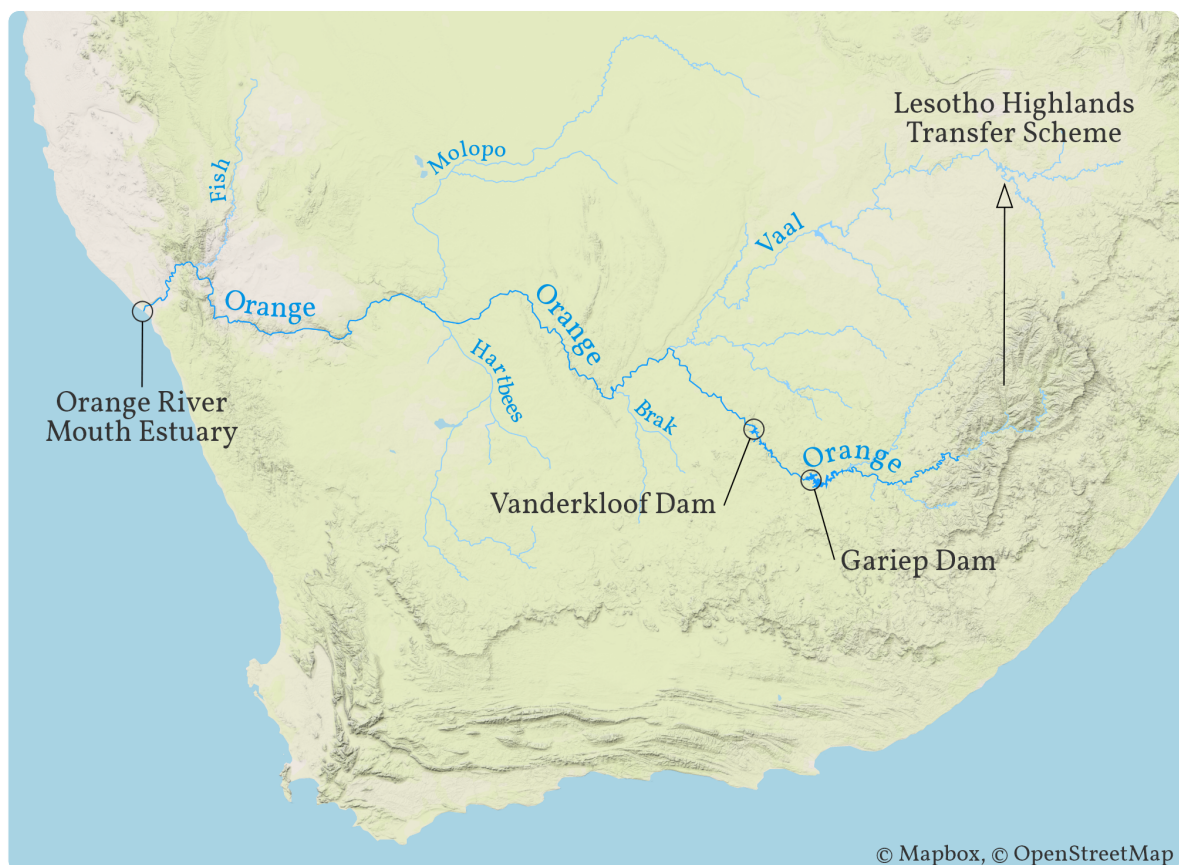 Lesotho Highlands
Transfer Scheme
Molopo
Fish
Vaal
Orange
Orange
Hartbees
Orange River
Mouth Estuary
Brak
Orange
Vanderkloof Dam
Gariep Dam
© Mapbox, © OpenStreetMap